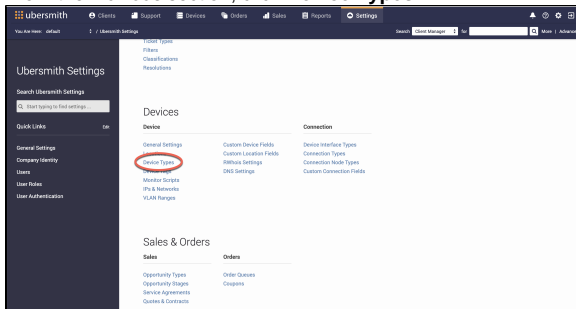 ubersmith
Clients
Support
Devices
Orders
Sales
Reports
Settings
You Are Here: default / Ubersmith Settings
Search Client Manager for
More | Advanced
Ticket Types
Filters
Classifications
Resolutions
Ubersmith Settings
Search Ubersmith Settings
Start typing to find settings ...
Quick Links Edit
General Settings
Company Identity
Users
User Roles
User Authentication
Devices
Device
General Settings
Device Types
Monitor Scripts
IPs & Networks
VLAN Ranges
Custom Device Fields
Custom Location Fields
RWhois Settings
DNS Settings
Connection
Device Interface Types
Connection Types
Connection Node Types
Custom Connection Fields
Sales & Orders
Sales
Opportunity Types
Opportunity Stages
Service Agreements
Quotes & Contracts
Orders
Order Queues
Coupons